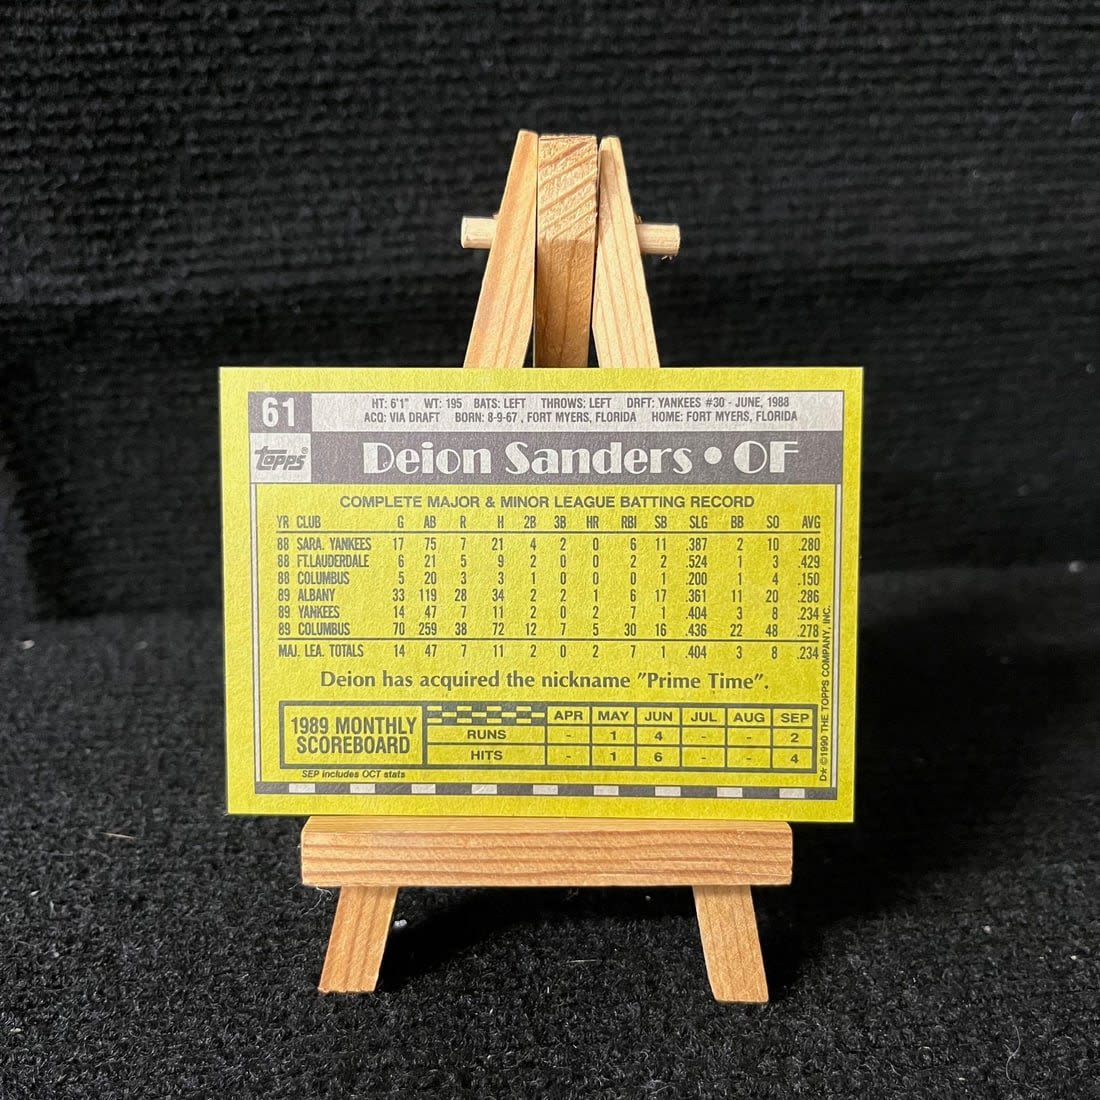 61 HT: 6'1" WT: 195 BATS: LEFT THROWS: LEFT DRFT: YANKEES #30 - JUNE, 1988
ACQ: VIA DRAFT BORN: 8-9-67, FORT MYERS, FLORIDA HOME: FORT MYERS, FLORIDA
TOPPS® Deion Sanders • OF
COMPLETE MAJOR & MINOR LEAGUE BATTING RECORD
YR CLUB G AB R H 2B 3B HR RBI SB SLG BB SO AVG
88 SARA. YANKEES 17 75 7 21 4 2 0 6 11 .387 2 10 .280
88 FT.LAUDERDALE 6 21 5 9 2 0 0 2 2 .524 1 3 .429
88 COLUMBUS 5 20 3 3 1 0 0 0 1 .200 1 4 .150
89 ALBANY 33 119 28 34 2 2 1 6 17 .361 11 20 .286
89 YANKEES 14 47 7 11 2 0 2 7 1 .404 3 8 .234
89 COLUMBUS 70 259 38 72 12 7 5 30 16 .436 22 48 .278
MAJ. LEA. TOTALS 14 47 7 11 2 0 2 7 1 .404 3 8 .234
Deion has acquired the nickname "Prime Time".
1989 MONTHLY
SCOREBOARD
APR MAY JUN JUL AUG SEP
RUNS - 1 4 - - 2
HITS - 1 6 - - 4
SEP includes OCT stats
D* ©1990 THE TOPPS COMPANY, INC.